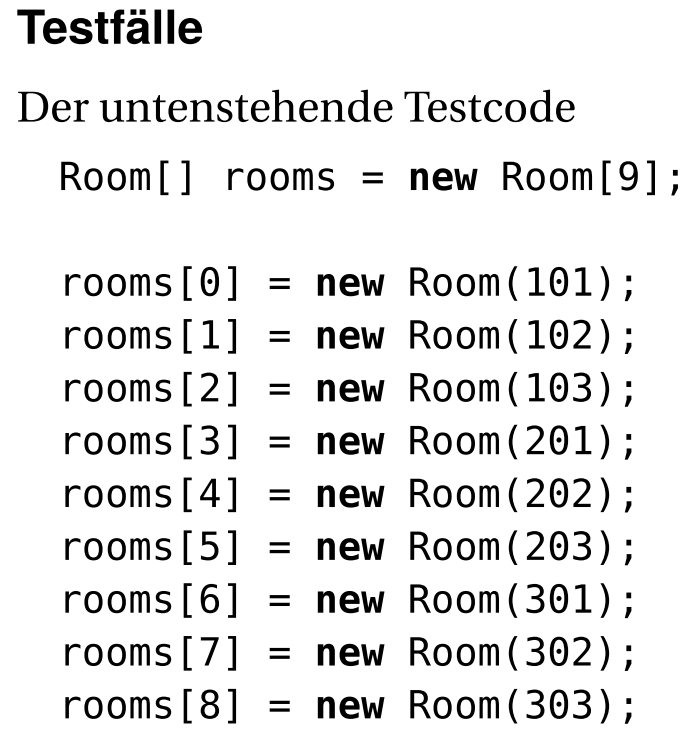 Testfälle
Der untenstehende Testcode
Room[] rooms = new Room[9];
rooms[0] = new Room(101);
rooms[1] = new Room(102);
rooms[2] = new Room(103);
rooms[3] = new Room(201);
rooms[4] = new Room(202);
rooms[5] = new Room(203);
rooms[6] = new Room(301);
rooms[7] = new Room(302);
rooms[8] = new Room(303);